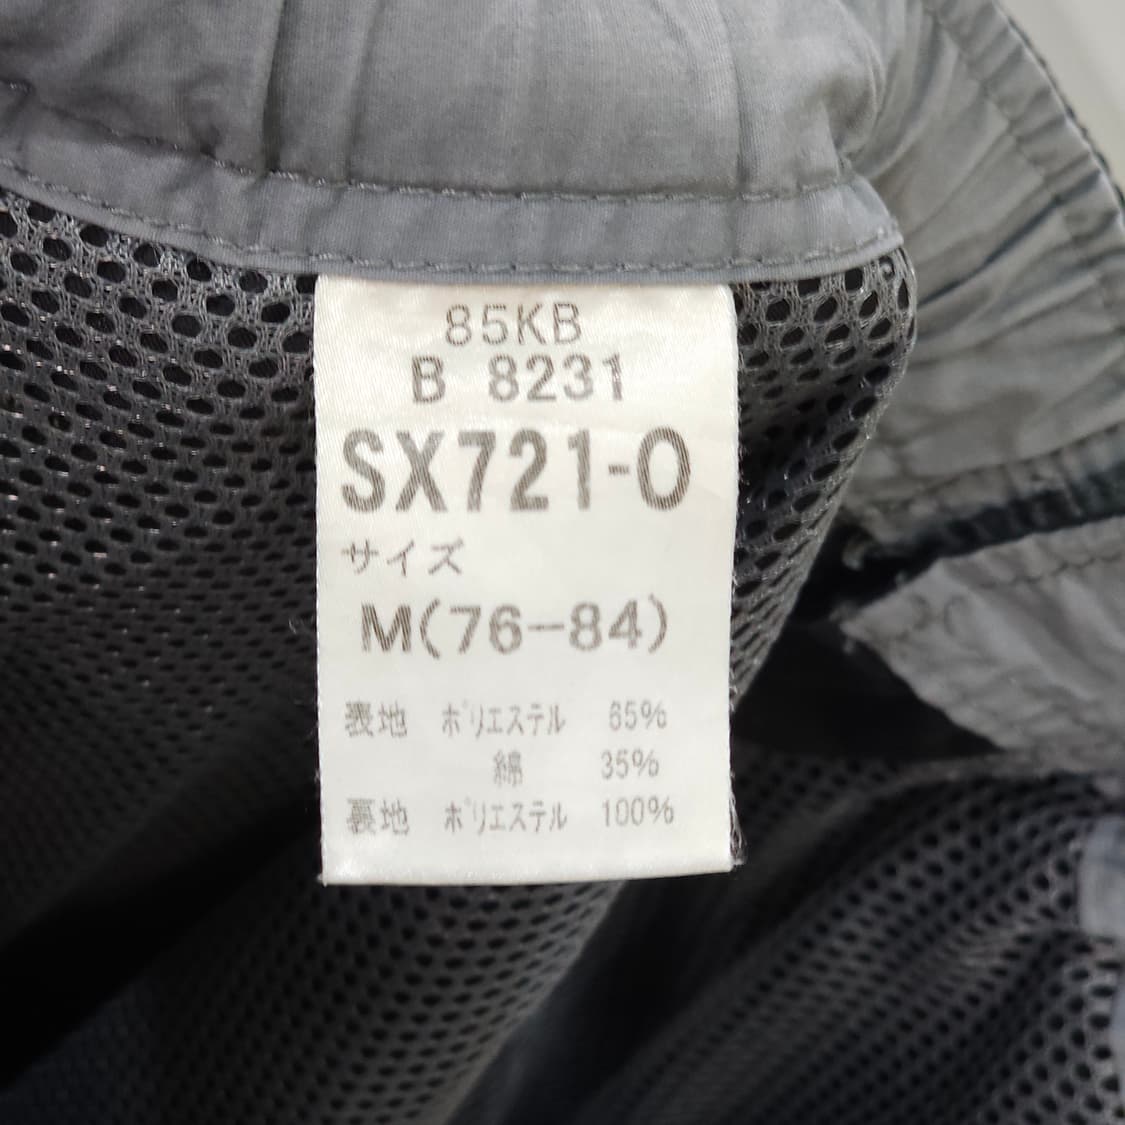 85KB
B 8231
SX721-0
サイズ
M(76-84)
表地 ポリエステル 65%
綿 35%
裏地 ポリエステル 100%